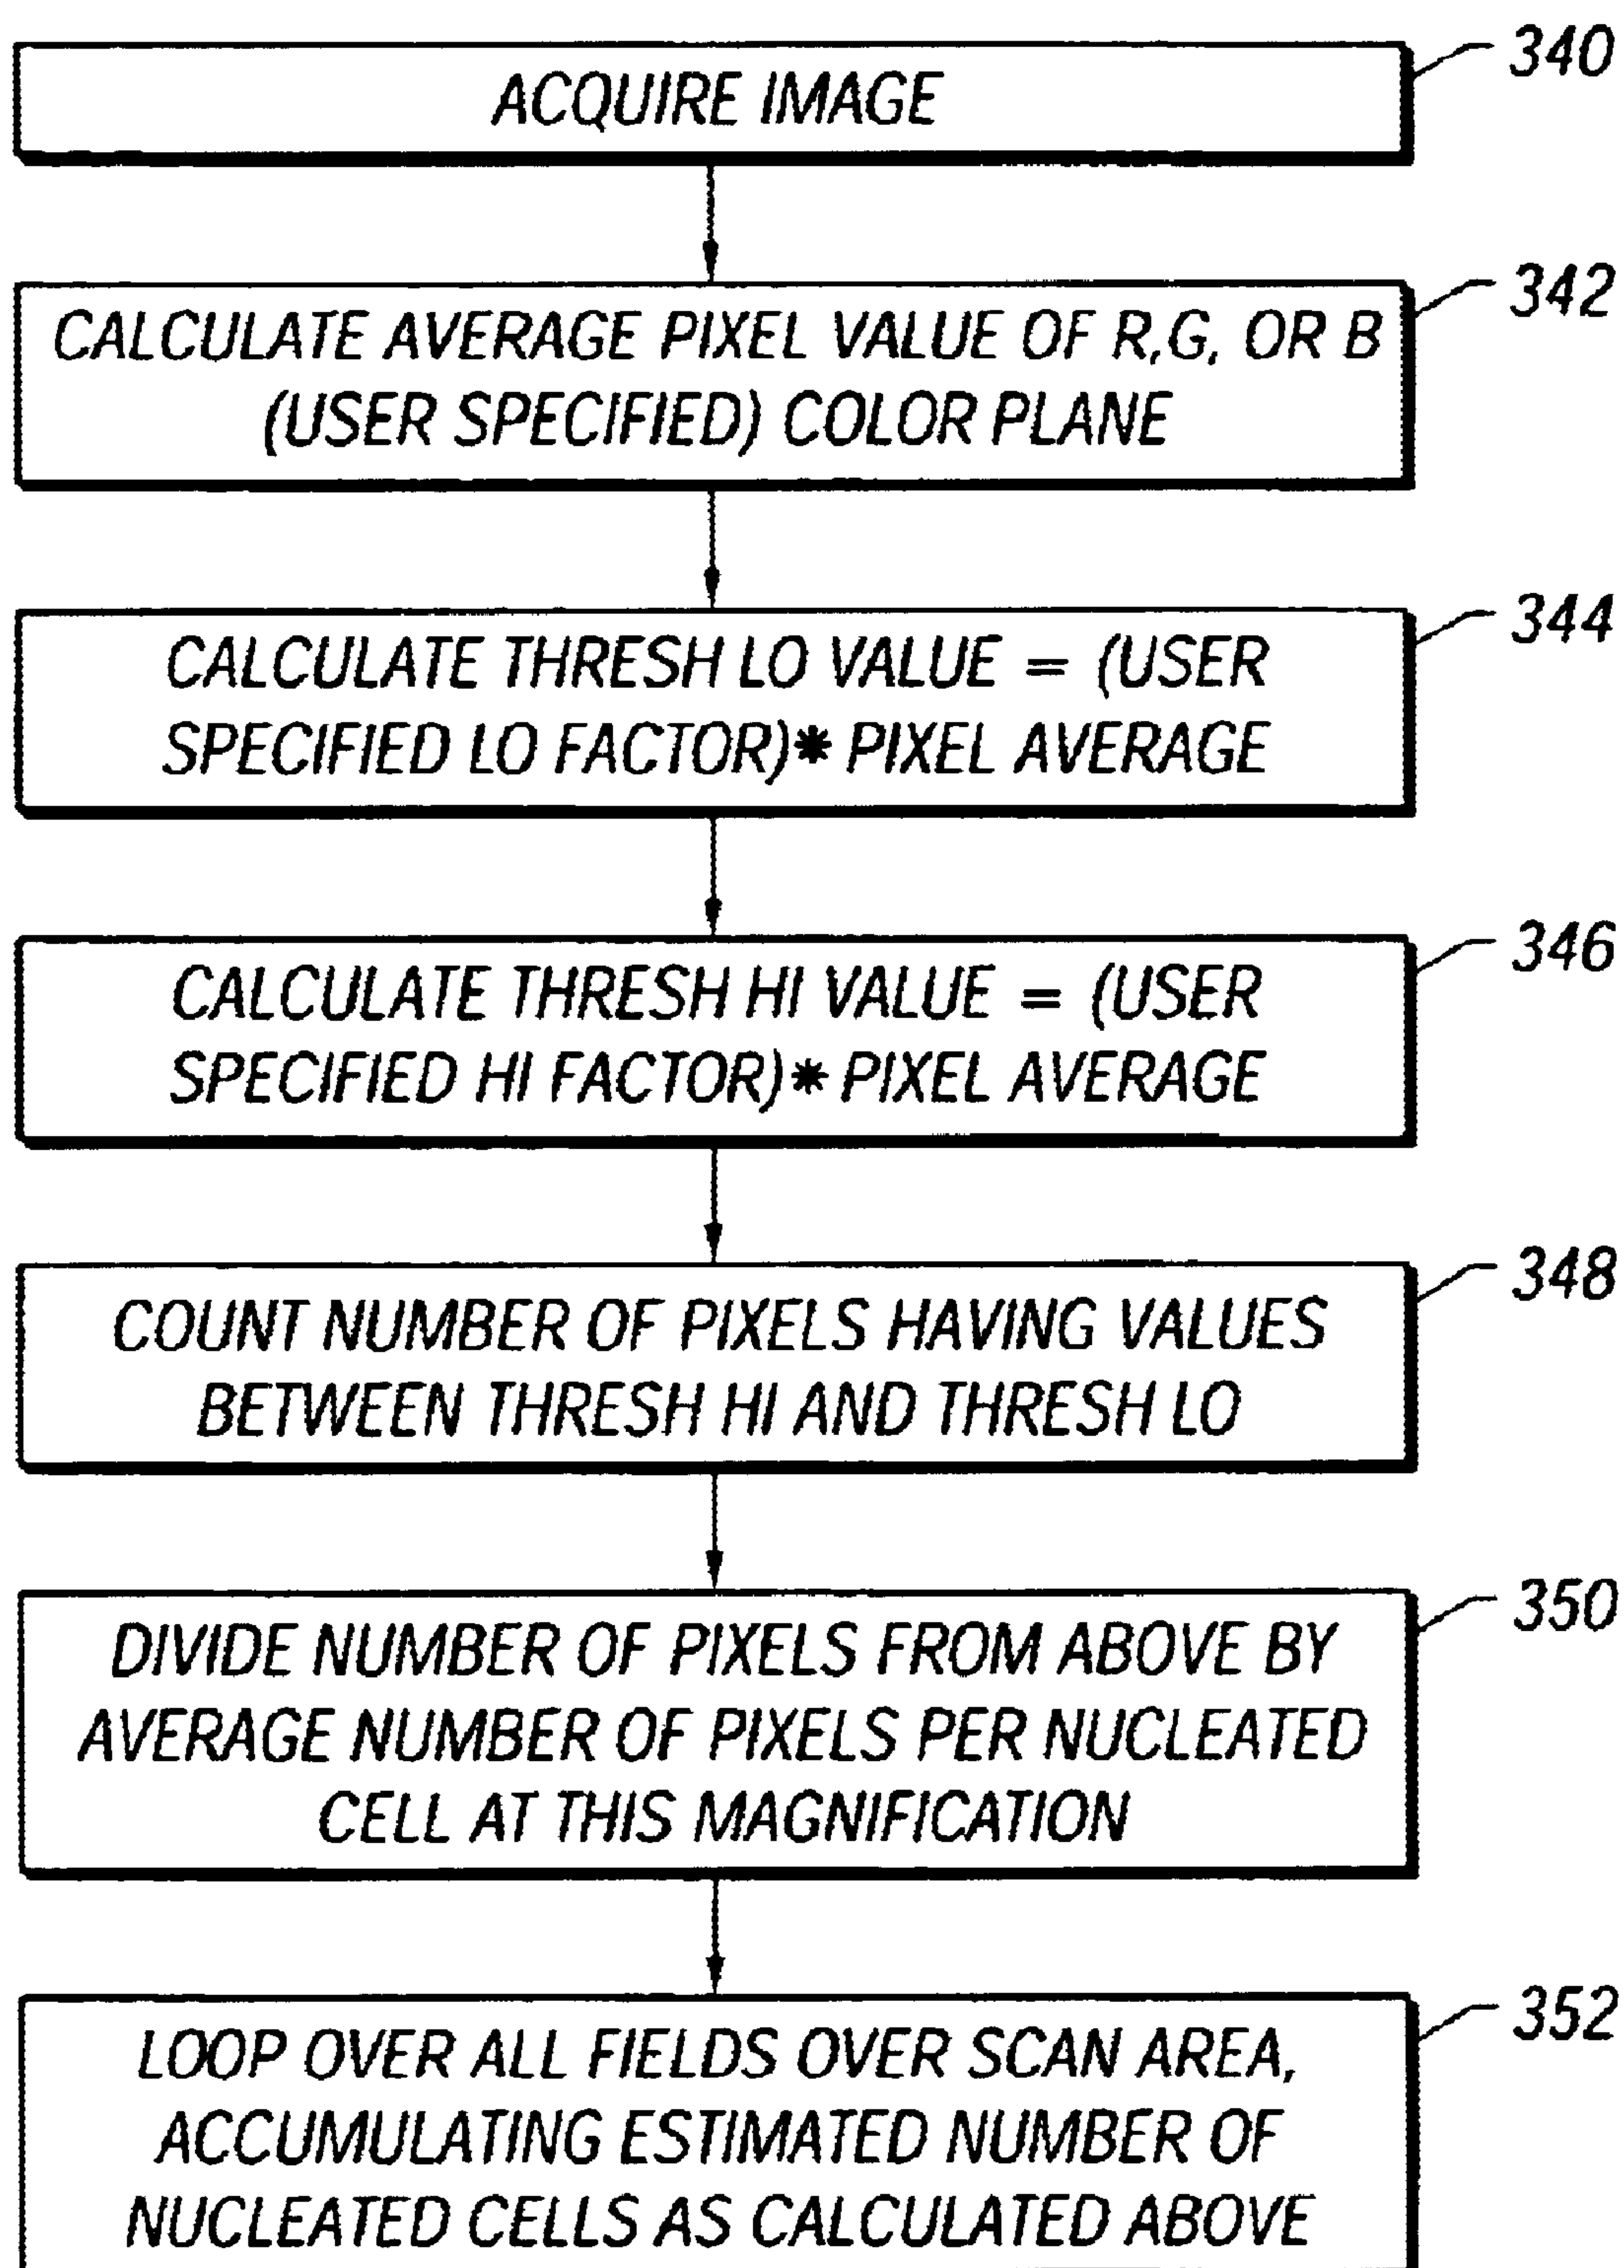 340
ACQUIRE IMAGE
342
CALCULATE AVERAGE PIXEL VALUE OF R,G, OR B
(USER SPECIFIED) COLOR PLANE
344
CALCULATE THRESH LO VALUE = (USER
SPECIFIED LO FACTOR)* PIXEL AVERAGE
346
CALCULATE THRESH HI VALUE = (USER
SPECIFIED HI FACTOR)* PIXEL AVERAGE
348
COUNT NUMBER OF PIXELS HAVING VALUES
BETWEEN THRESH HI AND THRESH LO
350
DIVIDE NUMBER OF PIXELS FROM ABOVE BY
AVERAGE NUMBER OF PIXELS PER NUCLEATED
CELL AT THIS MAGNIFICATION
352
LOOP OVER ALL FIELDS OVER SCAN AREA,
ACCUMULATING ESTIMATED NUMBER OF
NUCLEATED CELLS AS CALCULATED ABOVE